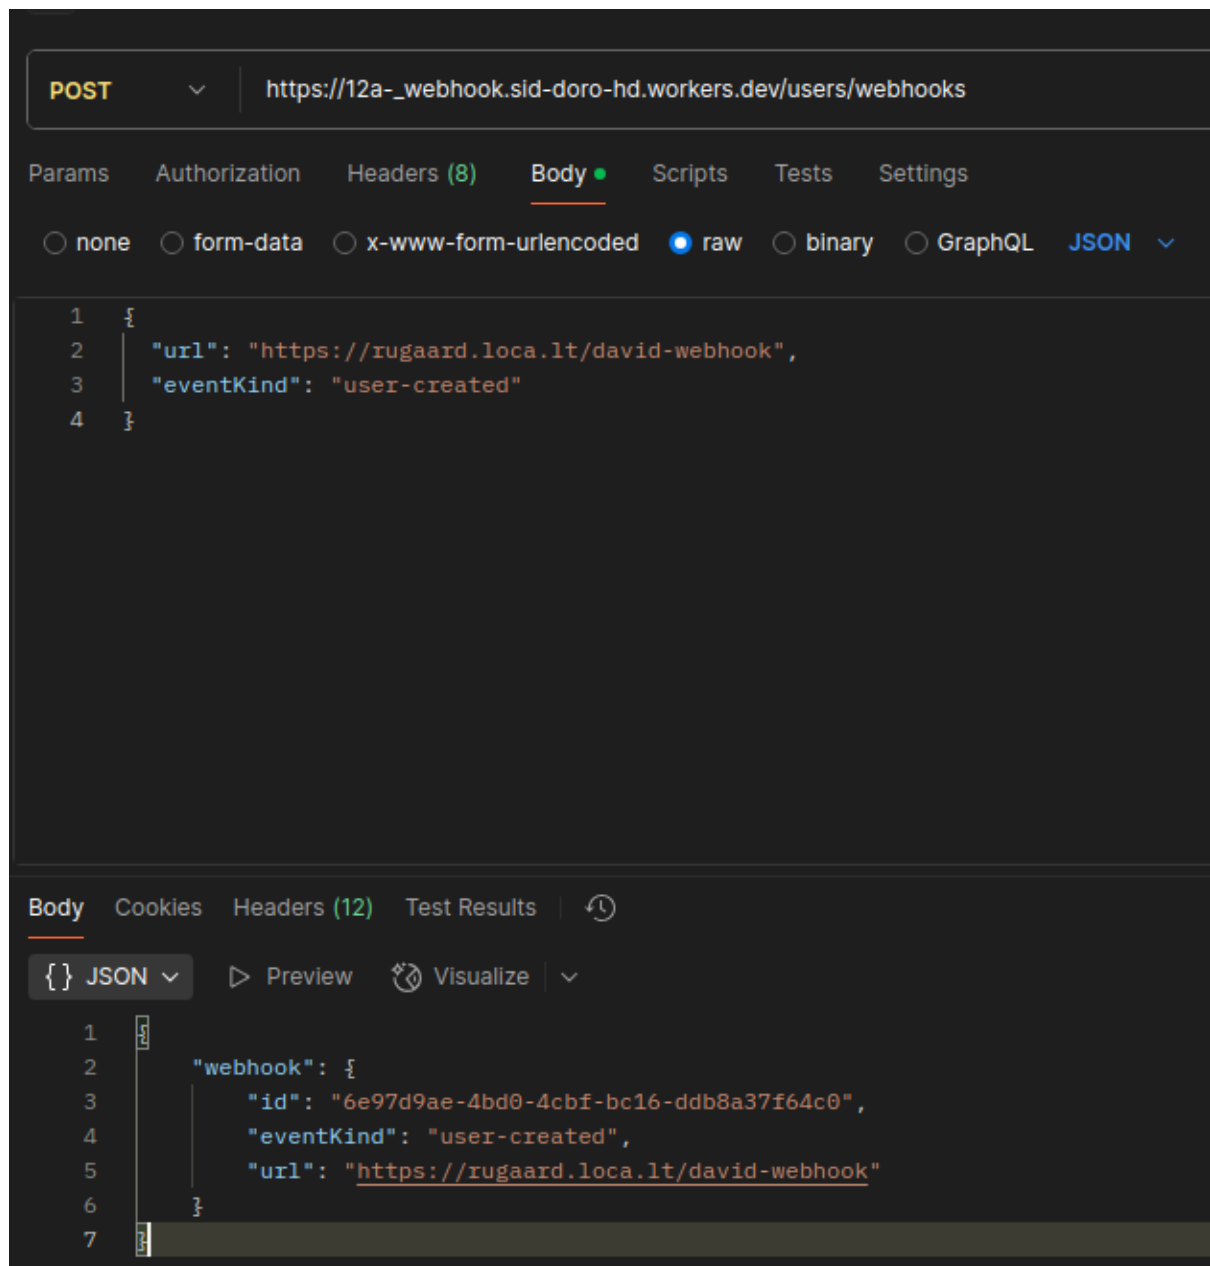 POST https://12a-_webhook.sid-doro-hd.workers.dev/users/webhooks
Params Authorization Headers (8) Body Scripts Tests Settings
none form-data x-www-form-urlencoded raw binary GraphQL JSON
1 {
2 "url": "https://rugaard.loca.lt/david-webhook",
3 "eventKind": "user-created"
4 }
Body Cookies Headers (12) Test Results
{} JSON Preview Visualize
1 {
2 "webhook": {
3 "id": "6e97d9ae-4bd0-4cbf-bc16-ddb8a37f64c0",
4 "eventKind": "user-created",
5 "url": "https://rugaard.loca.lt/david-webhook"
6 }
7 }